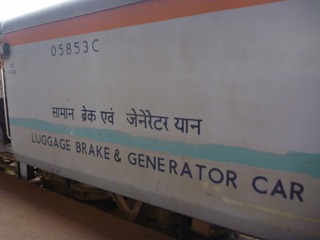 05853C
सामान ब्रेक एवं जेनेरेटर यान
LUGGAGE BRAKE & GENERATOR CAR